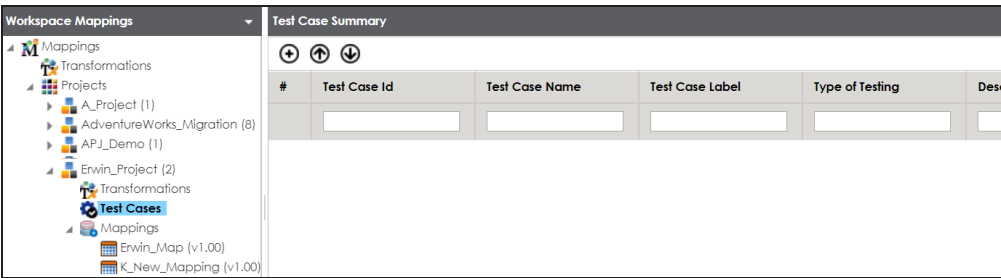 Workspace Mappings
Mappings
Transformations
Projects
A_Project (1)
AdventureWorks_Migration (8)
APJ_Demo (1)
Erwin_Project (2)
Transformations
Test Cases
Mappings
Erwin_Map (v1.00)
K_New_Mapping (v1.00)
Test Case Summary
# Test Case Id Test Case Name Test Case Label Type of Testing Des